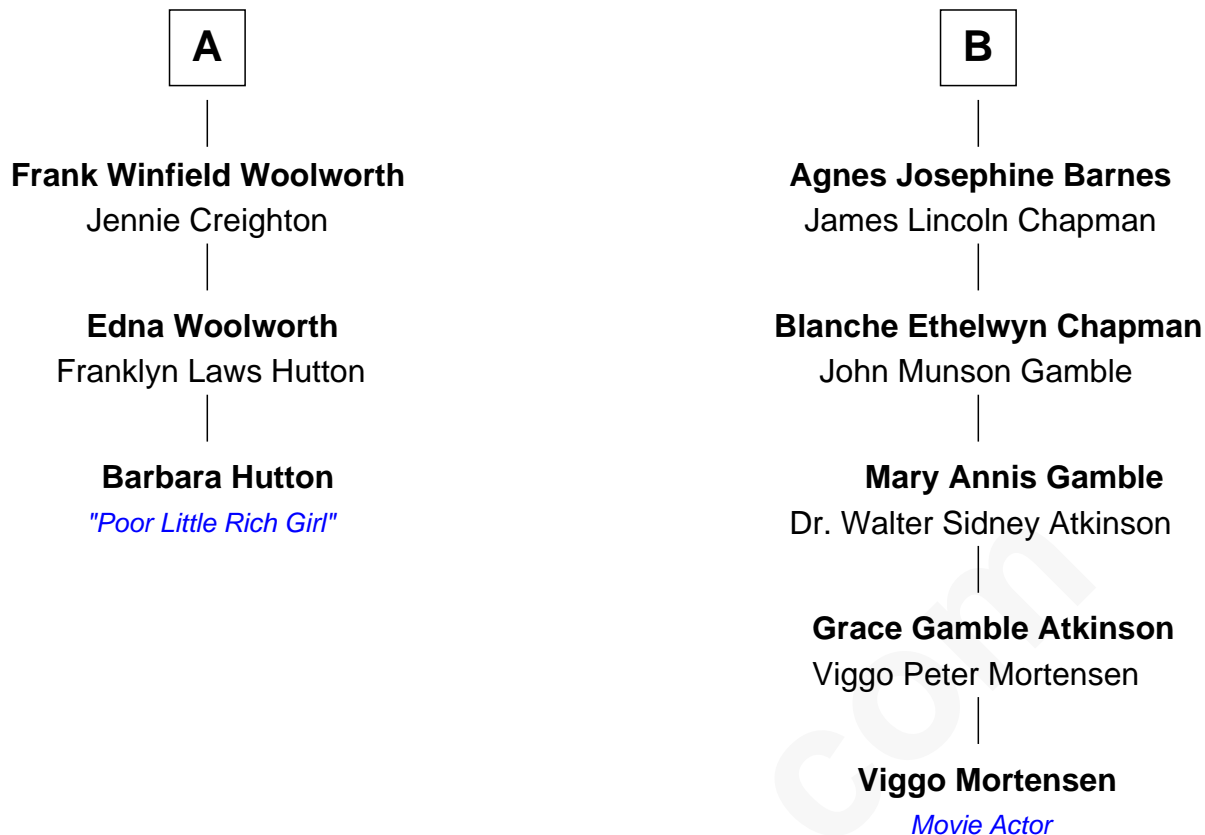 A
Frank Winfield Woolworth
Jennie Creighton
Edna Woolworth
Franklyn Laws Hutton
Barbara Hutton
"Poor Little Rich Girl"
B
Agnes Josephine Barnes
James Lincoln Chapman
Blanche Ethelwyn Chapman
John Munson Gamble
Mary Annis Gamble
Dr. Walter Sidney Atkinson
Grace Gamble Atkinson
Viggo Peter Mortensen
Viggo Mortensen
Movie Actor
com